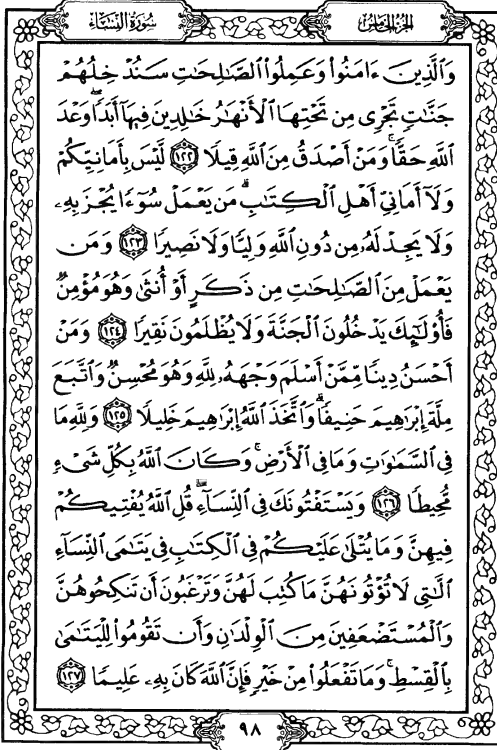 الجزء الخامس
سورة النساء
وَالَّذِينَ ءَامَنُوا۟ وَعَمِلُوا۟ الصَّـٰلِحَـٰتِ سَنُدْخِلُهُمْ
جَنَّـٰتٍ تَجْرِى مِن تَحْتِهَا الْأَنْهَـٰرُ خَـٰلِدِينَ فِيهَآ أَبَدًا ۖ وَعْدَ
اللَّهِ حَقًّا ۚ وَمَنْ أَصْدَقُ مِنَ اللَّهِ قِيلًا ١٢٢ لَّيْسَ بِأَمَانِيِّكُمْ
وَلَآ أَمَانِىِّ أَهْلِ الْكِتَـٰبِ ۗ مَن يَعْمَلْ سُوٓءًا يُجْزَ بِهِۦ
وَلَا يَجِدْ لَهُۥ مِن دُونِ اللَّهِ وَلِيًّا وَلَا نَصِيرًا ١٢٣ وَمَن
يَعْمَلْ مِنَ الصَّـٰلِحَـٰتِ مِن ذَكَرٍ أَوْ أُنثَىٰ وَهُوَ مُؤْمِنٌ
فَأُو۟لَـٰٓئِكَ يَدْخُلُونَ الْجَنَّةَ وَلَا يُظْلَمُونَ نَقِيرًا ١٢٤ وَمَنْ
أَحْسَنُ دِينًا مِّمَّنْ أَسْلَمَ وَجْهَهُۥ لِلَّهِ وَهُوَ مُحْسِنٌ وَاتَّبَعَ
مِلَّةَ إِبْرَٰهِيمَ حَنِيفًا ۗ وَاتَّخَذَ اللَّهُ إِبْرَٰهِيمَ خَلِيلًا ١٢٥ وَلِلَّهِ مَا
فِى السَّمَـٰوَٰتِ وَمَا فِى الْأَرْضِ ۚ وَكَانَ اللَّهُ بِكُلِّ شَىْءٍ
مُّحِيطًا ١٢٦ وَيَسْتَفْتُونَكَ فِى النِّسَآءِ ۖ قُلِ اللَّهُ يُفْتِيكُمْ
فِيهِنَّ وَمَا يُتْلَىٰ عَلَيْكُمْ فِى الْكِتَـٰبِ فِى يَتَـٰمَى النِّسَآءِ
الَّـٰتِى لَا تُؤْتُونَهُنَّ مَا كُتِبَ لَهُنَّ وَتَرْغَبُونَ أَن تَنكِحُوهُنَّ
وَالْمُسْتَضْعَفِينَ مِنَ الْوِلْدَٰنِ وَأَن تَقُومُوا۟ لِلْيَتَـٰمَىٰ
بِالْقِسْطِ ۚ وَمَا تَفْعَلُوا۟ مِنْ خَيْرٍ فَإِنَّ اللَّهَ كَانَ بِهِۦ عَلِيمًا ١٢٧
٩٨